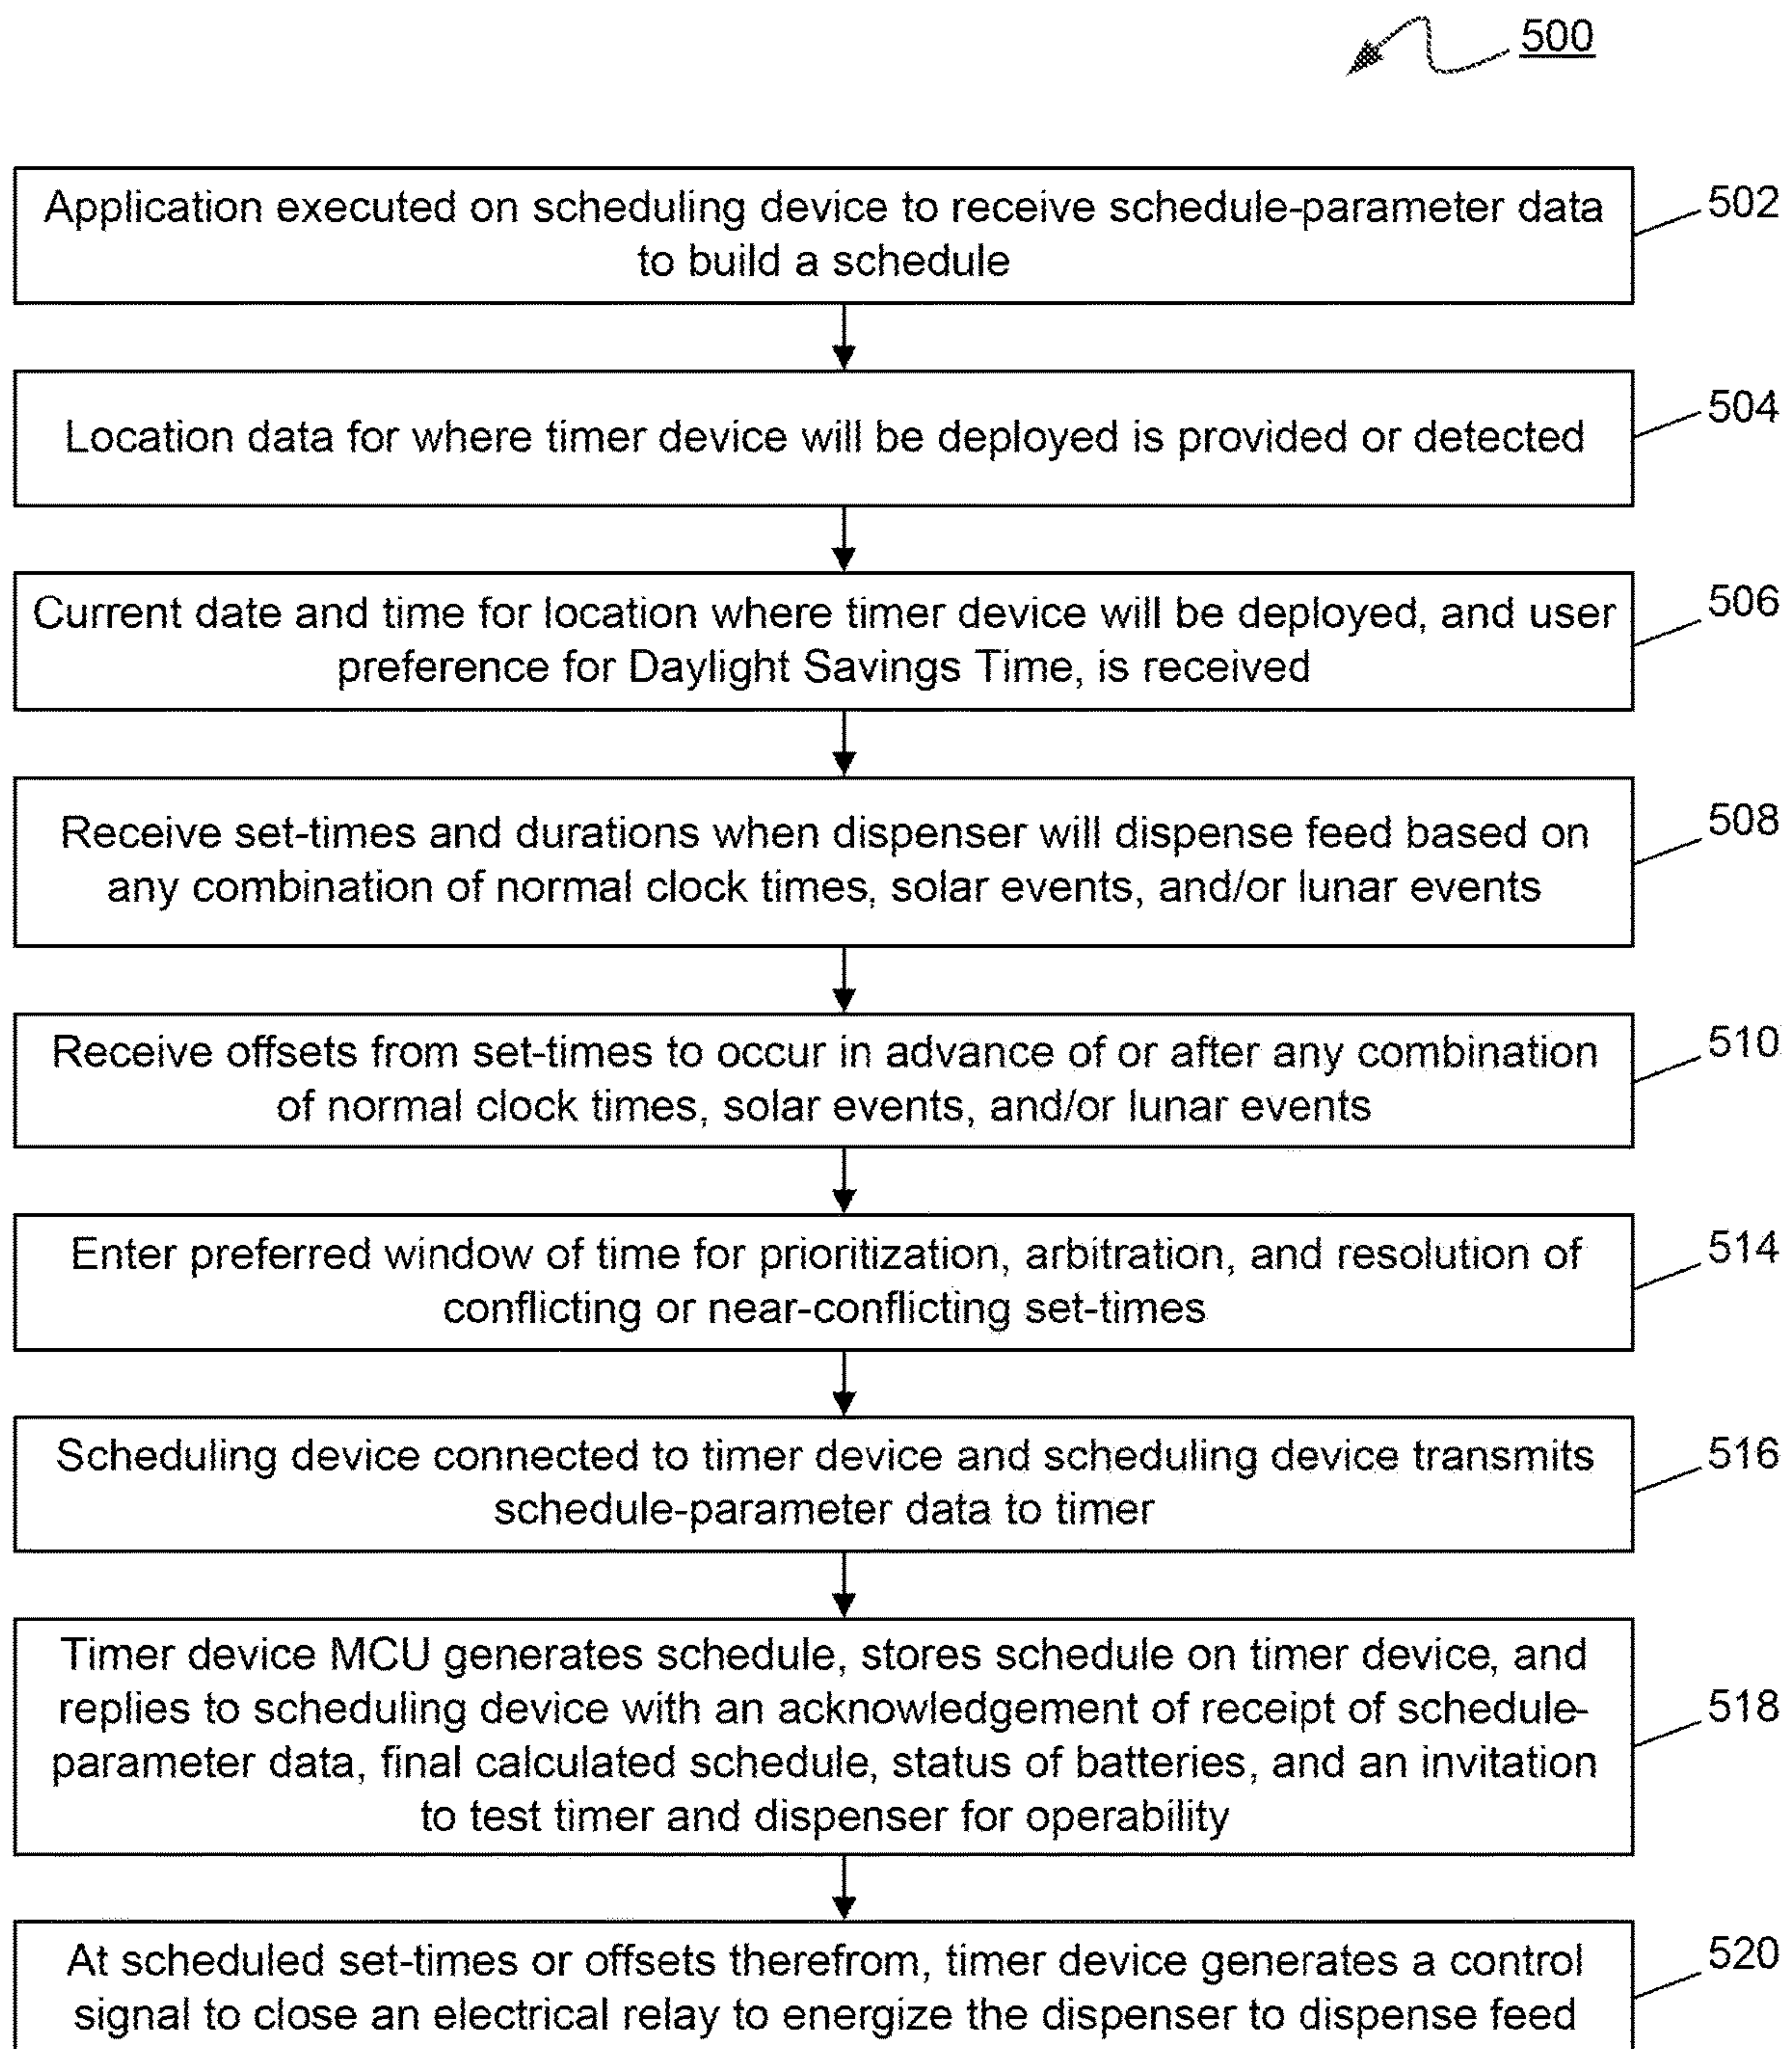 500
Application executed on scheduling device to receive schedule-parameter data
to build a schedule
502
Location data for where timer device will be deployed is provided or detected
504
Current date and time for location where timer device will be deployed, and user
preference for Daylight Savings Time, is received
506
Receive set-times and durations when dispenser will dispense feed based on
any combination of normal clock times, solar events, and/or lunar events
508
Receive offsets from set-times to occur in advance of or after any combination
of normal clock times, solar events, and/or lunar events
510
Enter preferred window of time for prioritization, arbitration, and resolution of
conflicting or near-conflicting set-times
514
Scheduling device connected to timer device and scheduling device transmits
schedule-parameter data to timer
516
Timer device MCU generates schedule, stores schedule on timer device, and
replies to scheduling device with an acknowledgement of receipt of schedule-
parameter data, final calculated schedule, status of batteries, and an invitation
to test timer and dispenser for operability
518
At scheduled set-times or offsets therefrom, timer device generates a control
signal to close an electrical relay to energize the dispenser to dispense feed
520